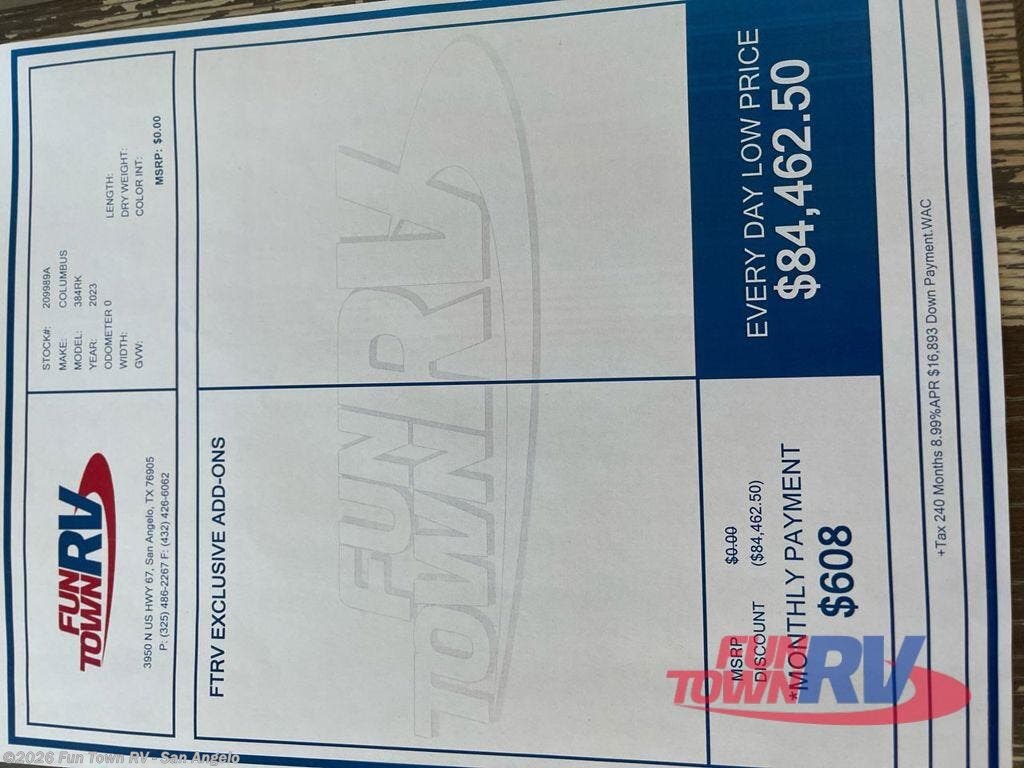 FUN
TOWN RV
3950 N US HWY 67, San Angelo, TX 76905
P: (325) 486-2267 F: (432) 426-6062
STOCK#: 209989A
MAKE: COLUMBUS
MODEL: 384RK
YEAR: 2023
ODOMETER 0
WIDTH: LENGTH:
GVW: DRY WEIGHT:
COLOR INT:
MSRP: $0.00
FTRV EXCLUSIVE ADD-ONS
FUN
TOWN RV
MSRP $0.00
DISCOUNT ($84,462.50)
*MONTHLY PAYMENT
$608
EVERY DAY LOW PRICE
$84,462.50
+Tax 240 Months 8.99%APR $16,893 Down Payment.WAC
FUN
TOWN RV
©2026 Fun Town RV - San Angelo